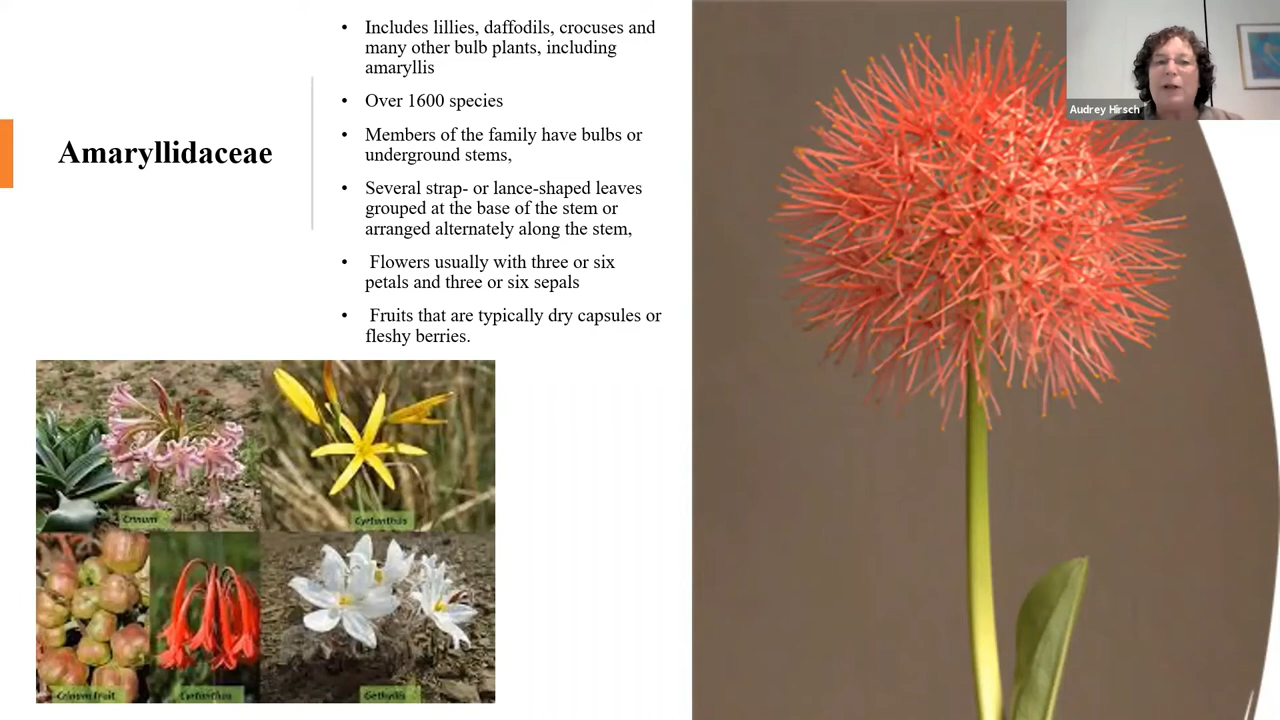 Amaryllidaceae
• Includes lillies, daffodils, crocuses and
many other bulb plants, including
amaryllis
• Over 1600 species
• Members of the family have bulbs or
underground stems,
• Several strap- or lance-shaped leaves
grouped at the base of the stem or
arranged alternately along the stem,
• Flowers usually with three or six
petals and three or six sepals
• Fruits that are typically dry capsules or
fleshy berries.
Crinum
Cyrtanthus
Crinum fruit
Cyrtanthus
Gethyllis
Audrey Hirsch